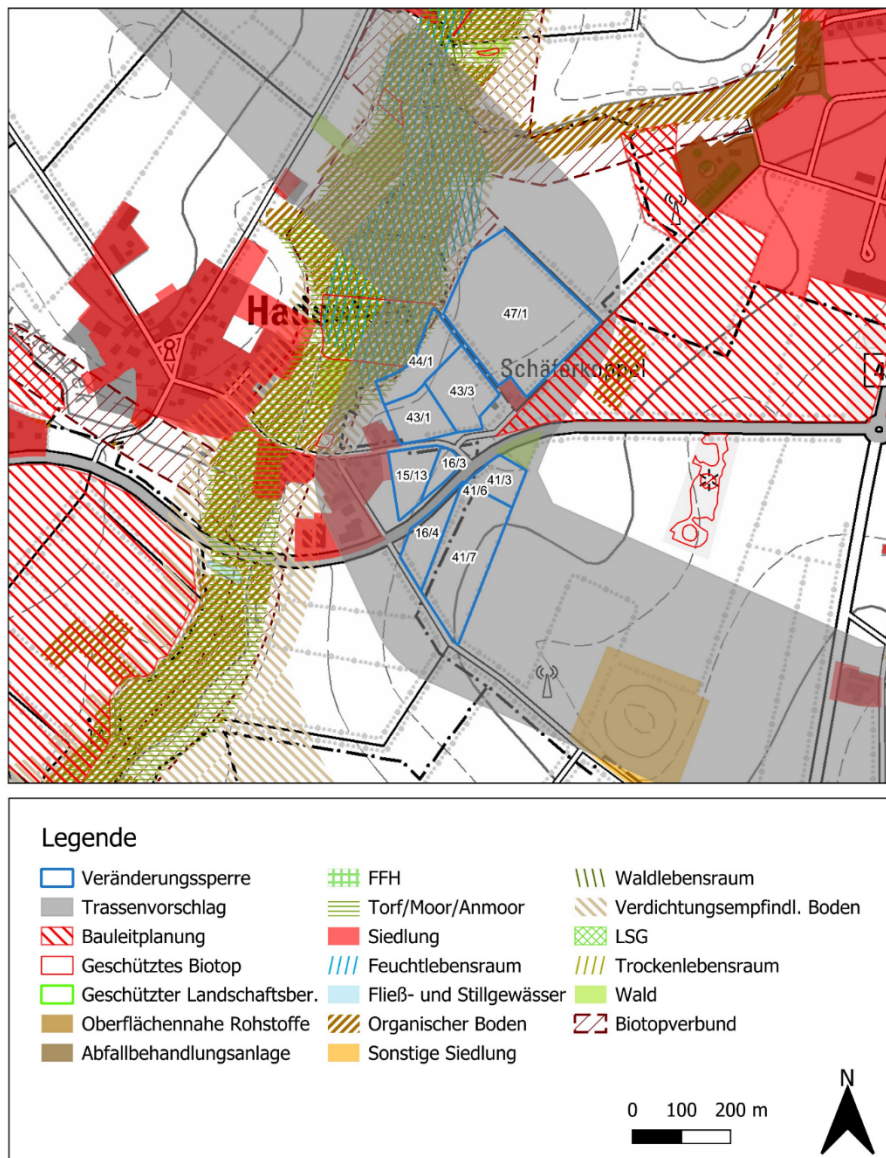 47/1
Schäferkoppel
44/1
43/3
43/1
16/3
15/13
41/3
41/6
16/4
41/7
Legende
Veränderungssperre
Trassenvorschlag
Bauleitplanung
Geschütztes Biotop
Geschützter Landschaftsber.
Oberflächennahe Rohstoffe
Abfallbehandlungsanlage
FFH
Torf/Moor/Anmoor
Siedlung
Feuchtlebensraum
Fließ- und Stillgewässer
Organischer Boden
Sonstige Siedlung
Waldlebensraum
Verdichtungsempfindl. Boden
LSG
Trockenlebensraum
Wald
Biotopverbund
N
0 100 200 m